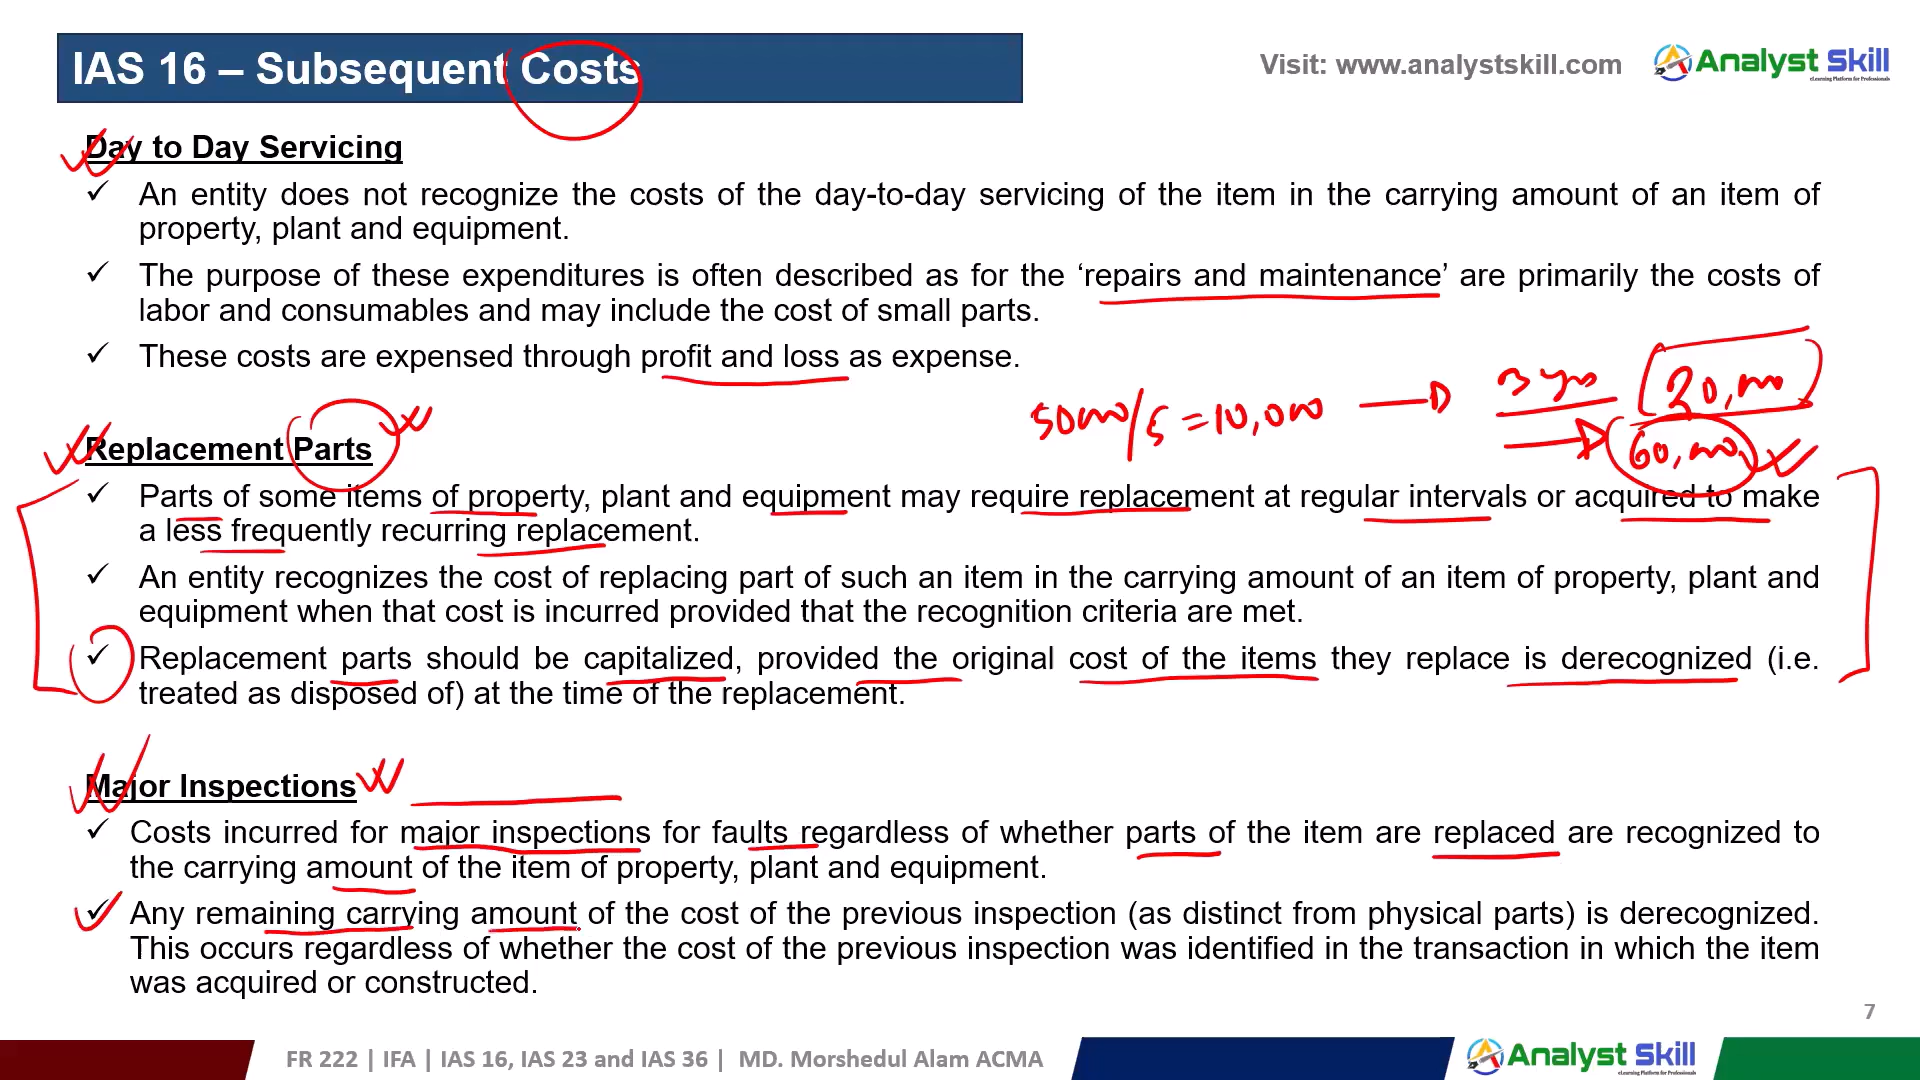 IAS 16 – Subsequent Costs
Visit: www.analystskill.com
Analyst Skill
eLearning Platform for Professionals
Day to Day Servicing
✓ An entity does not recognize the costs of the day-to-day servicing of the item in the carrying amount of an item of
property, plant and equipment.
✓ The purpose of these expenditures is often described as for the ‘repairs and maintenance’ are primarily the costs of
labor and consumables and may include the cost of small parts.
✓ These costs are expensed through profit and loss as expense.
3 yrs
Replacement Parts
✓ Parts of some items of property, plant and equipment may require replacement at regular intervals or acquired to make
a less frequently recurring replacement.
✓ An entity recognizes the cost of replacing part of such an item in the carrying amount of an item of property, plant and
equipment when that cost is incurred provided that the recognition criteria are met.
✓ Replacement parts should be capitalized, provided the original cost of the items they replace is derecognized (i.e.
treated as disposed of) at the time of the replacement.
Major Inspections
✓ Costs incurred for major inspections for faults regardless of whether parts of the item are replaced are recognized to
the carrying amount of the item of property, plant and equipment.
✓ Any remaining carrying amount of the cost of the previous inspection (as distinct from physical parts) is derecognized.
This occurs regardless of whether the cost of the previous inspection was identified in the transaction in which the item
was acquired or constructed.
7
FR 222 | IFA | IAS 16, IAS 23 and IAS 36 | MD. Morshedul Alam ACMA
Analyst Skill
eLearning Platform for Professionals